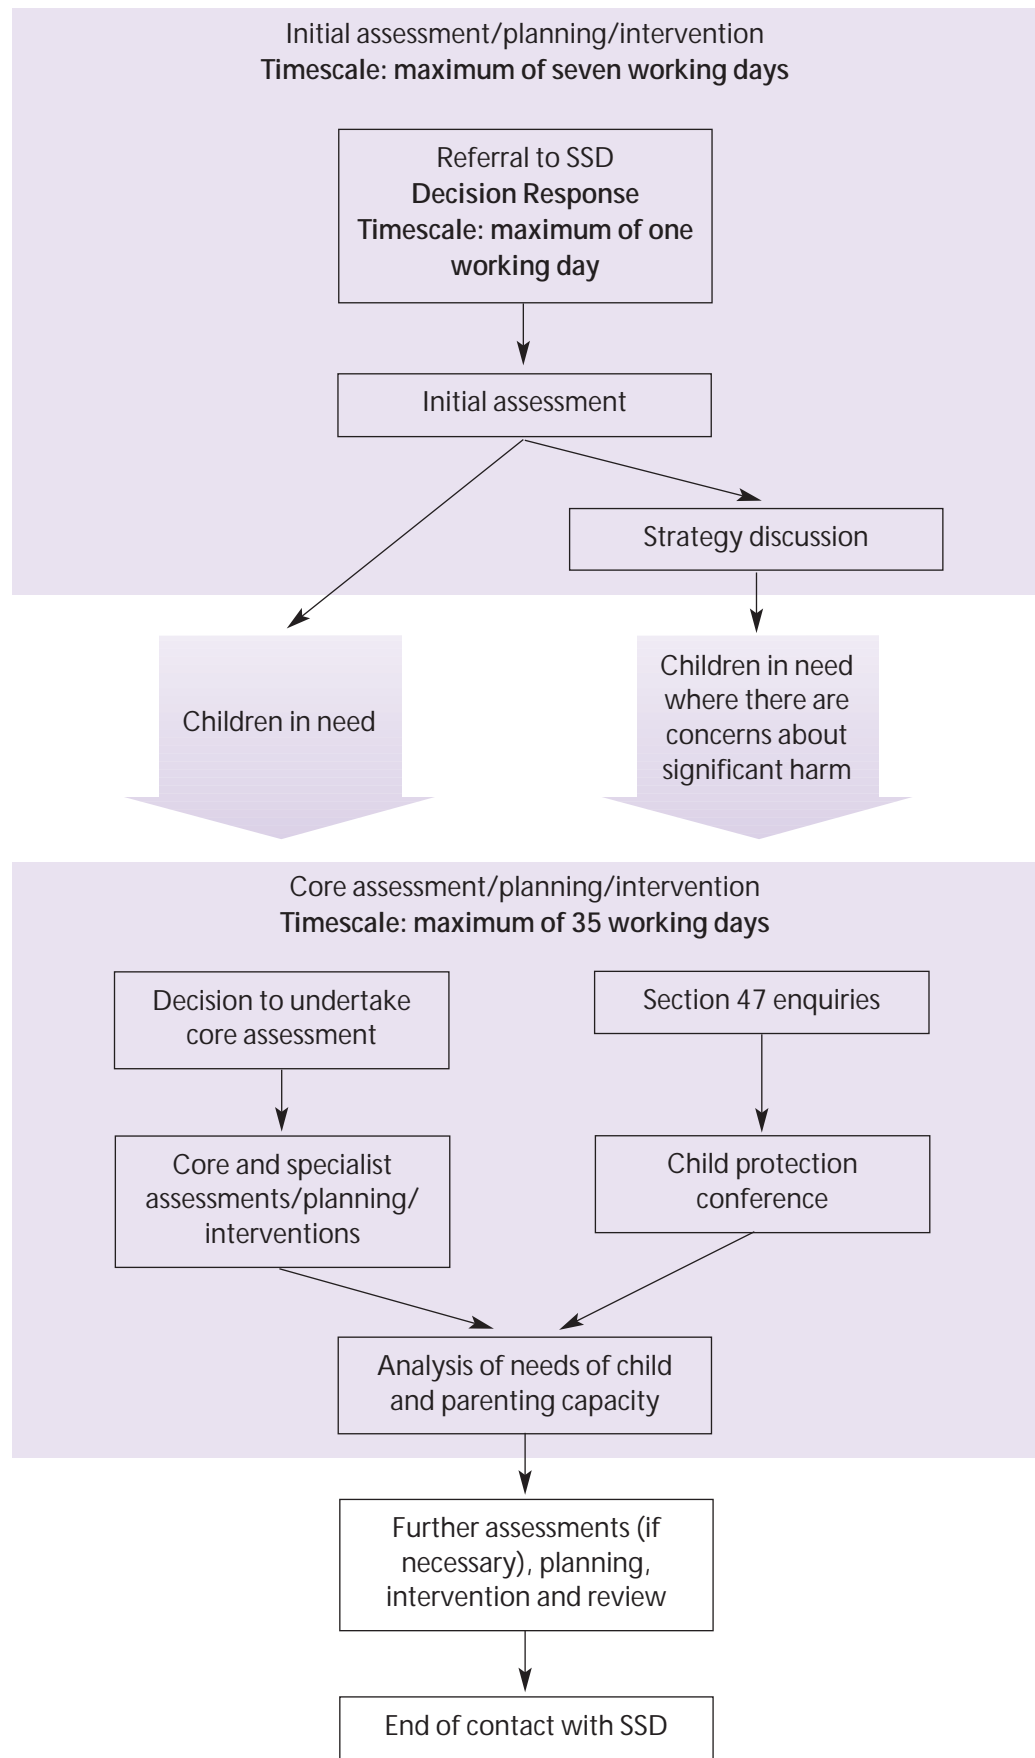 Initial assessment/planning/intervention
Timescale: maximum of seven working days
Referral to SSD
Decision Response
Timescale: maximum of one
working day
Initial assessment
Strategy discussion
Children in need
Children in need
where there are
concerns about
significant harm
Core assessment/planning/intervention
Timescale: maximum of 35 working days
Decision to undertake
core assessment
Section 47 enquiries
Core and specialist
assessments/planning/
interventions
Child protection
conference
Analysis of needs of child
and parenting capacity
Further assessments (if
necessary), planning,
intervention and review
End of contact with SSD